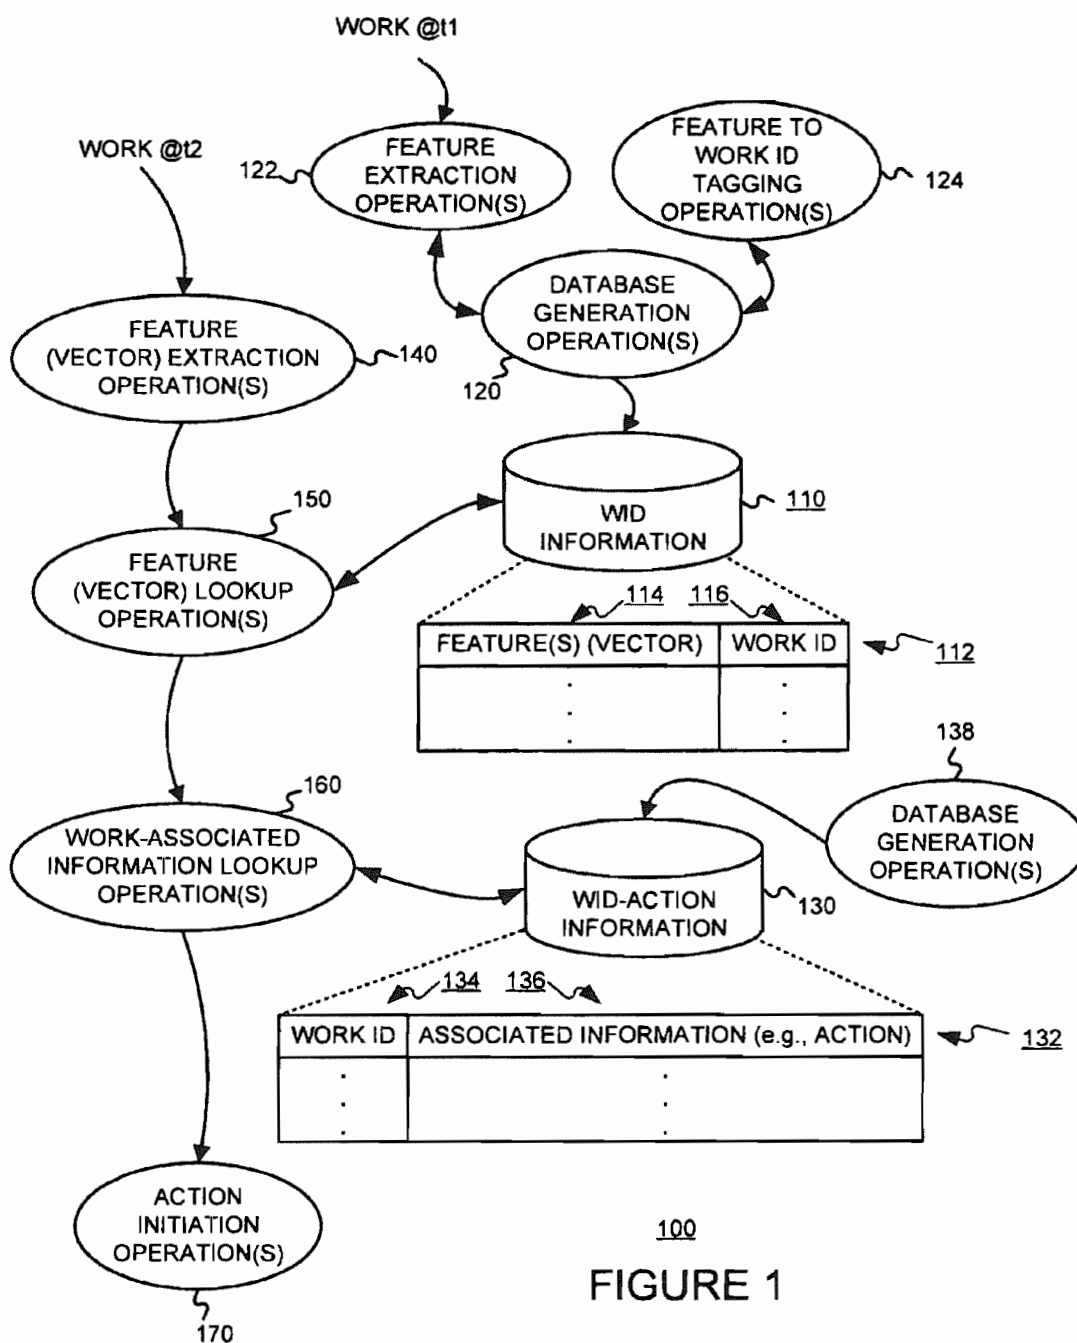 WORK @t1
WORK @t2
122
FEATURE
EXTRACTION
OPERATION(S)
FEATURE TO
WORK ID
TAGGING
OPERATION(S)
124
DATABASE
GENERATION
OPERATION(S)
120
FEATURE
(VECTOR) EXTRACTION
OPERATION(S)
140
WID
INFORMATION
110
150
FEATURE
(VECTOR) LOOKUP
OPERATION(S)
114
116
FEATURE(S) (VECTOR)
WORK ID
112
138
DATABASE
GENERATION
OPERATION(S)
160
WORK-ASSOCIATED
INFORMATION LOOKUP
OPERATION(S)
WID-ACTION
INFORMATION
130
134
136
WORK ID
ASSOCIATED INFORMATION (e.g., ACTION)
132
ACTION
INITIATION
OPERATION(S)
170
100
FIGURE 1